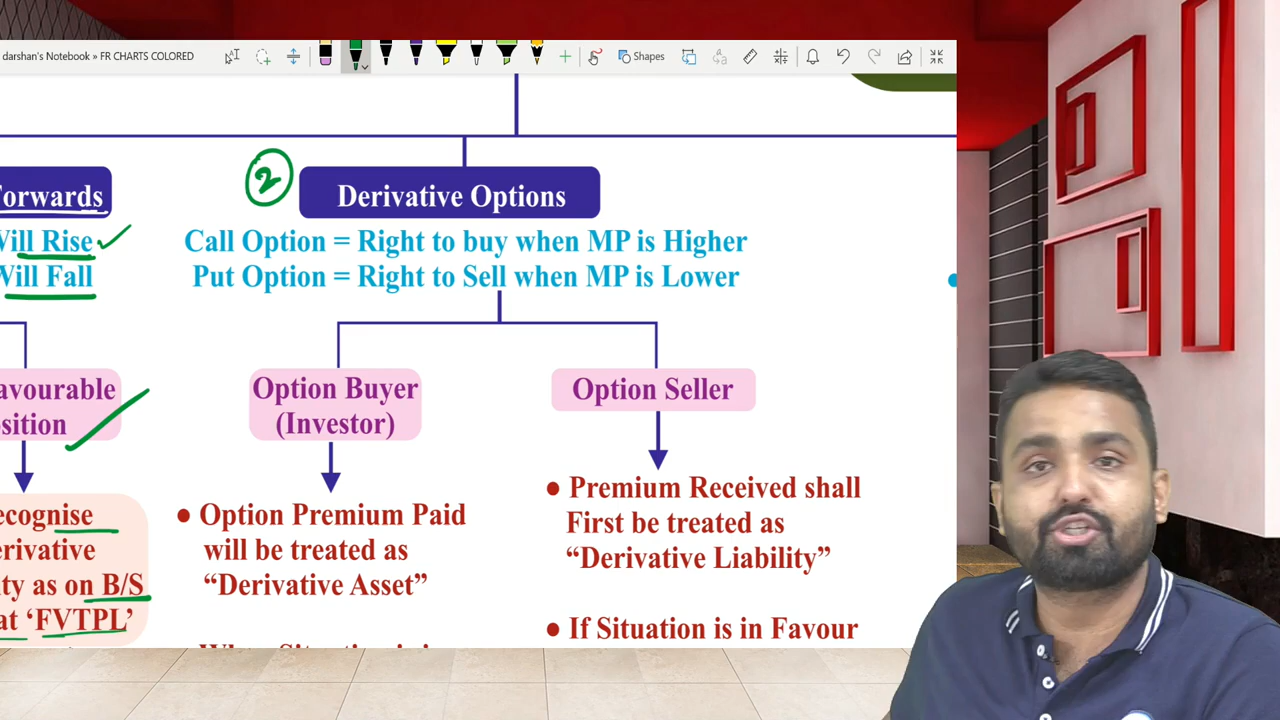 darshan's Notebook » FR CHARTS COLORED
Shapes
2
Derivative Options
Forwards
Will Rise
Will Fall
Call Option = Right to buy when MP is Higher
Put Option = Right to Sell when MP is Lower
Option Buyer
(Investor)
Option Seller
avourable
sition
ecognise
erivative
ty as on B/S
at ‘FVTPL’
● Option Premium Paid
will be treated as
“Derivative Asset”
● Premium Received shall
First be treated as
“Derivative Liability”
● If Situation is in Favour